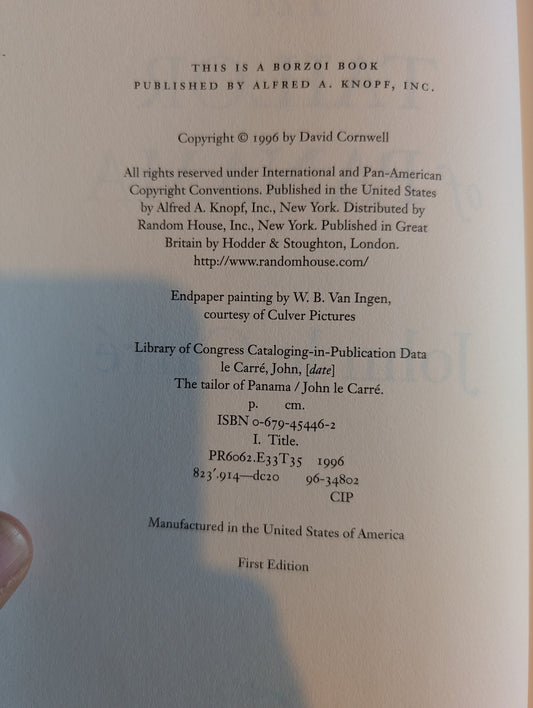 THIS IS A BORZOI BOOK
PUBLISHED BY ALFRED A. KNOPF, INC.
Copyright © 1996 by David Cornwell
All rights reserved under International and Pan-American
Copyright Conventions. Published in the United States
by Alfred A. Knopf, Inc., New York. Distributed by
Random House, Inc., New York. Published in Great
Britain by Hodder & Stoughton, London.
http://www.randomhouse.com/
Endpaper painting by W. B. Van Ingen,
courtesy of Culver Pictures
Library of Congress Cataloging-in-Publication Data
le Carré, John, [date]
The tailor of Panama / John le Carré.
p. cm.
ISBN 0-679-45446-2
I. Title.
PR6062.E33T35 1996
823'.914—dc20 96-34802
CIP
Manufactured in the United States of America
First Edition